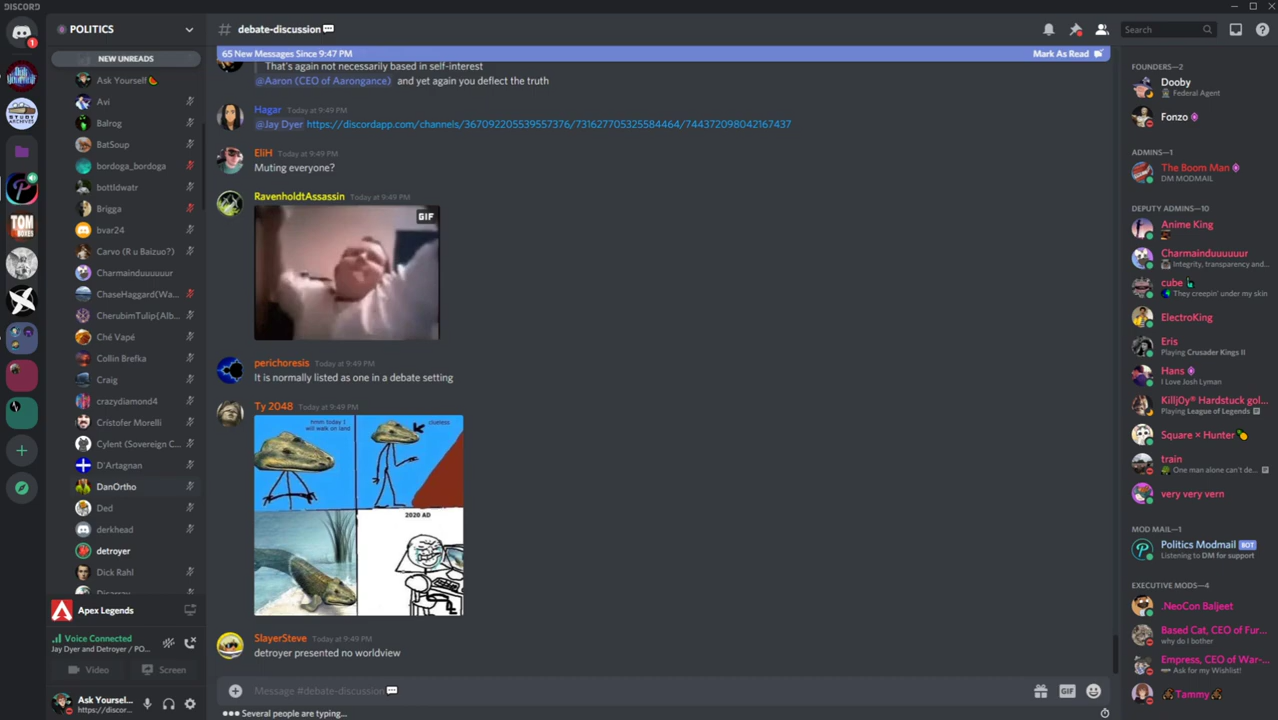 DISCORD
POLITICS
NEW UNREADS
Ask Yourself
Avi
Balrog
BatSoup
bordoga_bordoga
bottldwatr
Brigga
bvar24
Carvo (R u Baizuo?)
Charmainduuuuuur
ChaseHaggard(Wa...
CherubimTulip{Alb...
Ché Vapé
Collin Brefka
Craig
crazydiamond4
Cristofer Morelli
Cylent (Sovereign C...
D'Artagnan
DanOrtho
Ded
derkhead
detroyer
Dick Rahl
Apex Legends
Voice Connected
Jay Dyer and Detroyer / PO...
Video
Screen
Ask Yoursel...
https://discor...
debate-discussion
Search
65 New Messages Since 9:47 PM
Mark As Read
That's again not necessarily based in self-interest
@Aaron (CEO of Aarongance) and yet again you deflect the truth
Hagar Today at 9:49 PM
@Jay Dyer https://discordapp.com/channels/367092205539557376/731627705325584464/744372098042167437
EliH Today at 9:49 PM
Muting everyone?
RavenholdtAssassin Today at 9:49 PM
GIF
perichoresis Today at 9:49 PM
It is normally listed as one in a debate setting
Ty 2048 Today at 9:49 PM
hmm today I
will walk on land
clueless
2020 AD
SlayerSteve Today at 9:49 PM
detroyer presented no worldview
Message #debate-discussion
GIF
Several people are typing...
FOUNDERS—2
Dooby
Federal Agent
Fonzo
ADMINS—1
The Boom Man
DM MODMAIL
DEPUTY ADMINS—10
Anime King
Charmainduuuuuur
Integrity, transparency and...
cube
They creepin' under my skin
ElectroKing
Eris
Playing Crusader Kings II
Hans
I Love Josh Lyman
Killj0y® Hardstuck gol...
Playing League of Legends
Square × Hunter
train
One man alone can't de...
very very vern
MOD MAIL—1
Politics Modmail BOT
Listening to DM for support
EXECUTIVE MODS—4
.NeoCon Baljeet
Based Cat, CEO of Fur...
why do I bother
Empress, CEO of War-...
Ask for my Wishlist!
Tammy